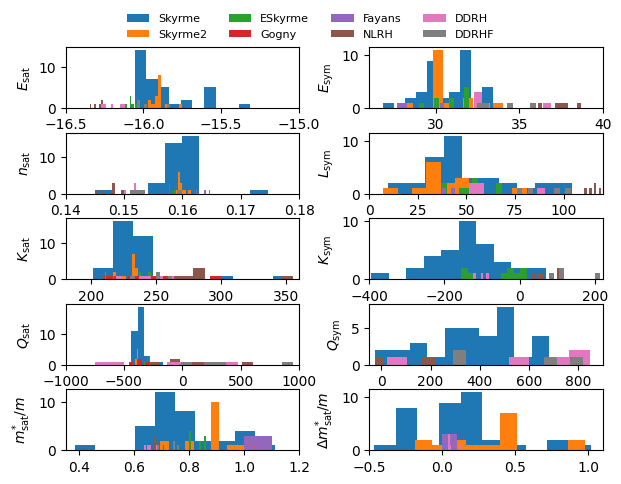 Skyrme ESkyrme Fayans DDRH
Skyrme2 Gogny NLRH DDRHF
E_sat
10
0
−16.5 −16.0 −15.5 −15.0
E_sym
10
0
30 35 40
n_sat
10
0
0.14 0.15 0.16 0.17 0.18
L_sym
10
0
0 25 50 75 100
K_sat
10
0
200 250 300 350
K_sym
10
0
−400 −200 0 200
Q_sat
10
0
−1000 −500 0 500 1000
Q_sym
5
0
0 200 400 600 800
m*_sat/m
10
0
0.4 0.6 0.8 1.0 1.2
Δm*_sat/m
10
0
−0.5 0.0 0.5 1.0